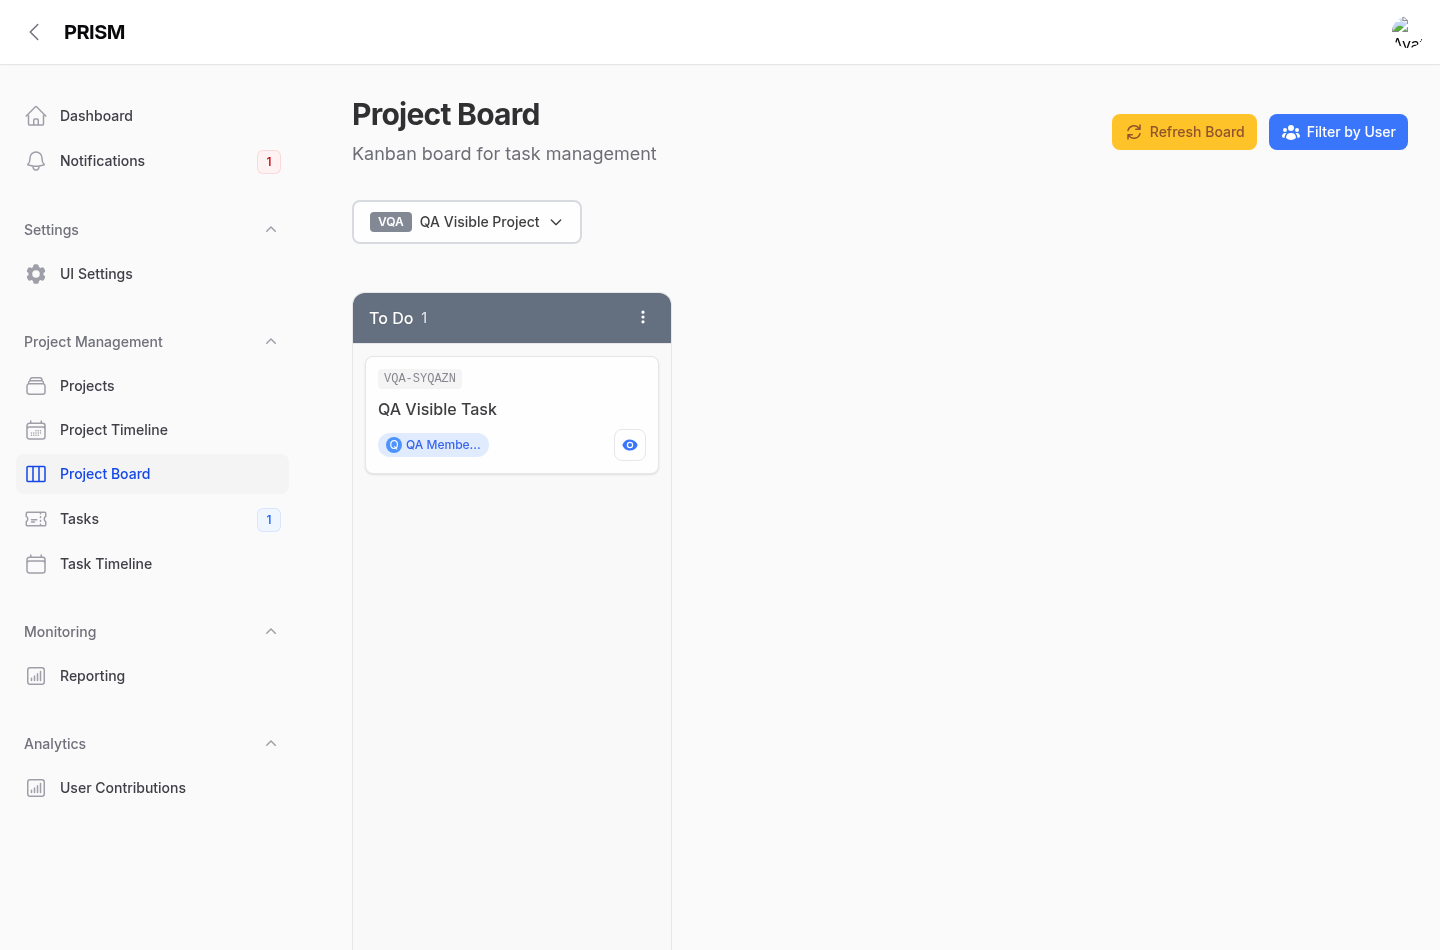 PRISM
Ava
Dashboard
Notifications
1
Settings
UI Settings
Project Management
Projects
Project Timeline
Project Board
Tasks
1
Task Timeline
Monitoring
Reporting
Analytics
User Contributions
Project Board
Kanban board for task management
Refresh Board
Filter by User
VQA QA Visible Project
To Do 1
VQA-SYQAZN
QA Visible Task
Q QA Membe...